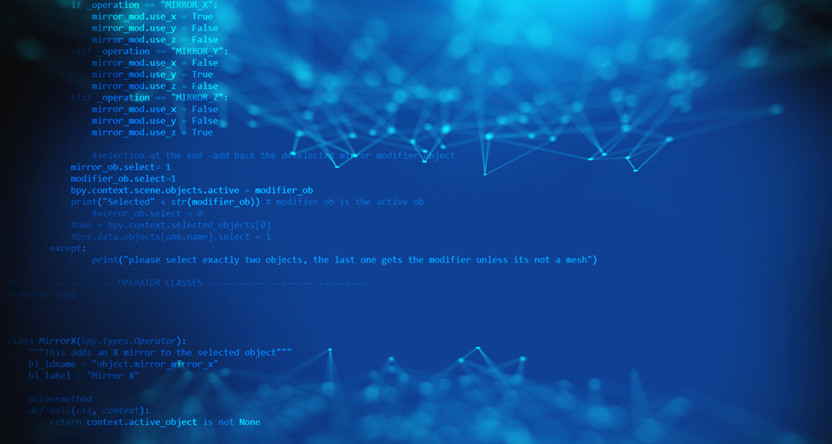 if _operation == "MIRROR_X":
mirror_mod.use_x = True
mirror_mod.use_y = False
mirror_mod.use_z = False
elif _operation == "MIRROR_Y":
mirror_mod.use_x = False
mirror_mod.use_y = True
mirror_mod.use_z = False
elif _operation == "MIRROR_Z":
mirror_mod.use_x = False
mirror_mod.use_y = False
mirror_mod.use_z = True
#selection at the end -add back the deselected mirror modifier object
mirror_ob.select= 1
modifier_ob.select=1
bpy.context.scene.objects.active = modifier_ob
print("Selected" + str(modifier_ob)) # modifier ob is the active ob
#mirror_ob.select = 0
#one = bpy.context.selected_objects[0]
#bpy.data.objects[one.name].select = 1
except:
print("please select exactly two objects, the last one gets the modifier unless its not a mesh")
# ------------------ OPERATOR CLASSES ------------------------------
# Mirror Tool
class MirrorX(bpy.types.Operator):
"""This adds an X mirror to the selected object"""
bl_idname = "object.mirror_mirror_x"
bl_label = "Mirror X"
@classmethod
def poll(cls, context):
return context.active_object is not None